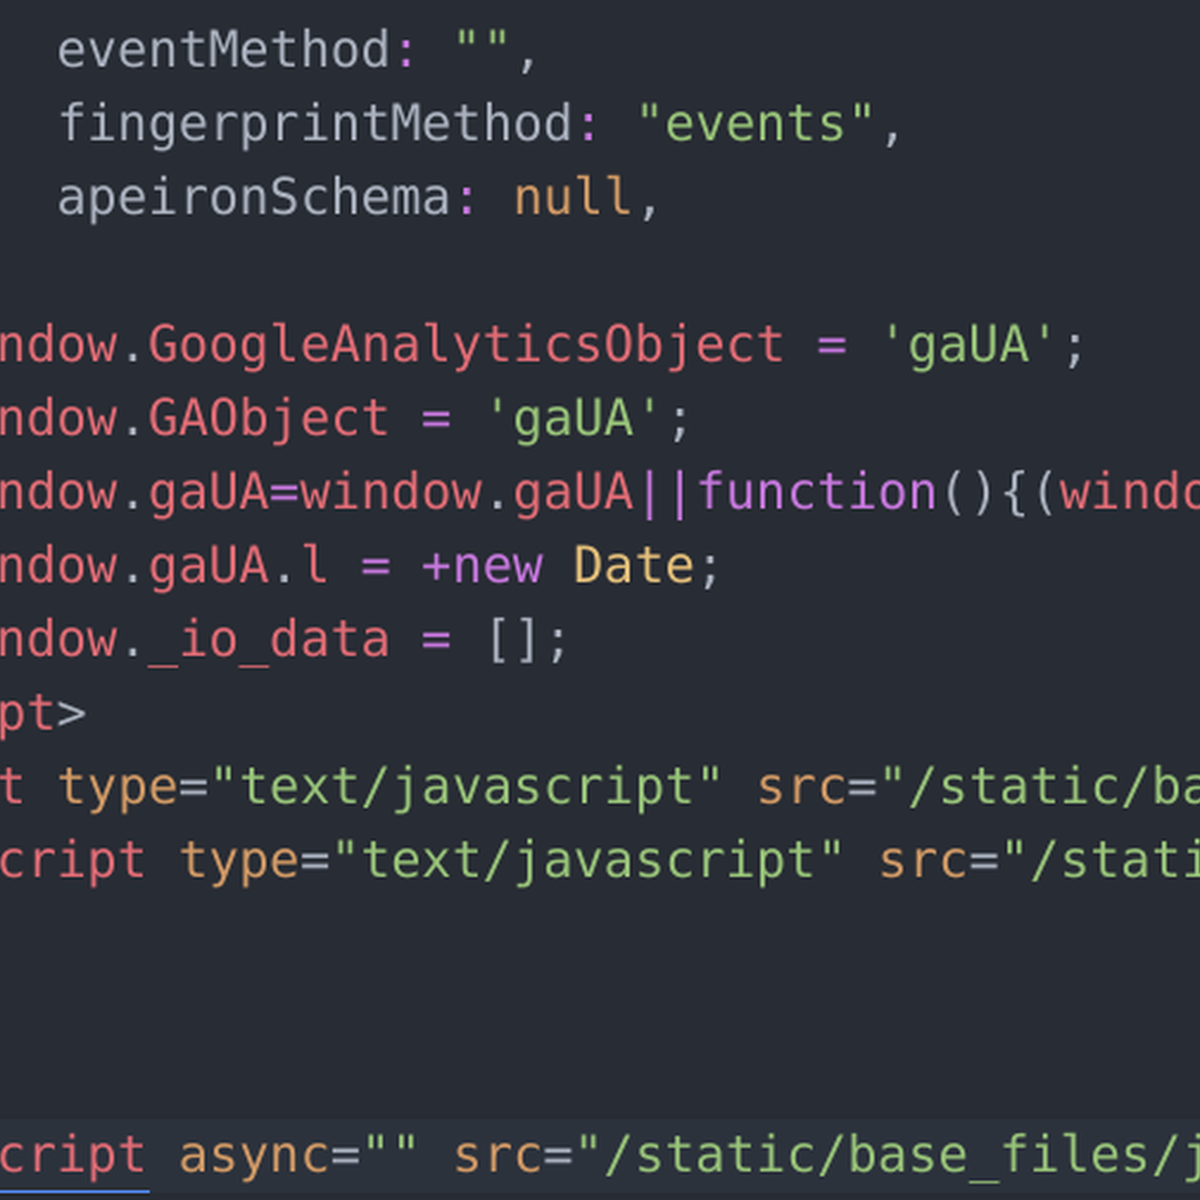 eventMethod: "",
fingerprintMethod: "events",
apeironSchema: null,
ndow.GoogleAnalyticsObject = 'gaUA';
ndow.GAObject = 'gaUA';
ndow.gaUA=window.gaUA||function(){(windo
ndow.gaUA.l = +new Date;
ndow._io_data = [];
pt>
t type="text/javascript" src="/static/ba
cript type="text/javascript" src="/stati
cript async="" src="/static/base_files/j